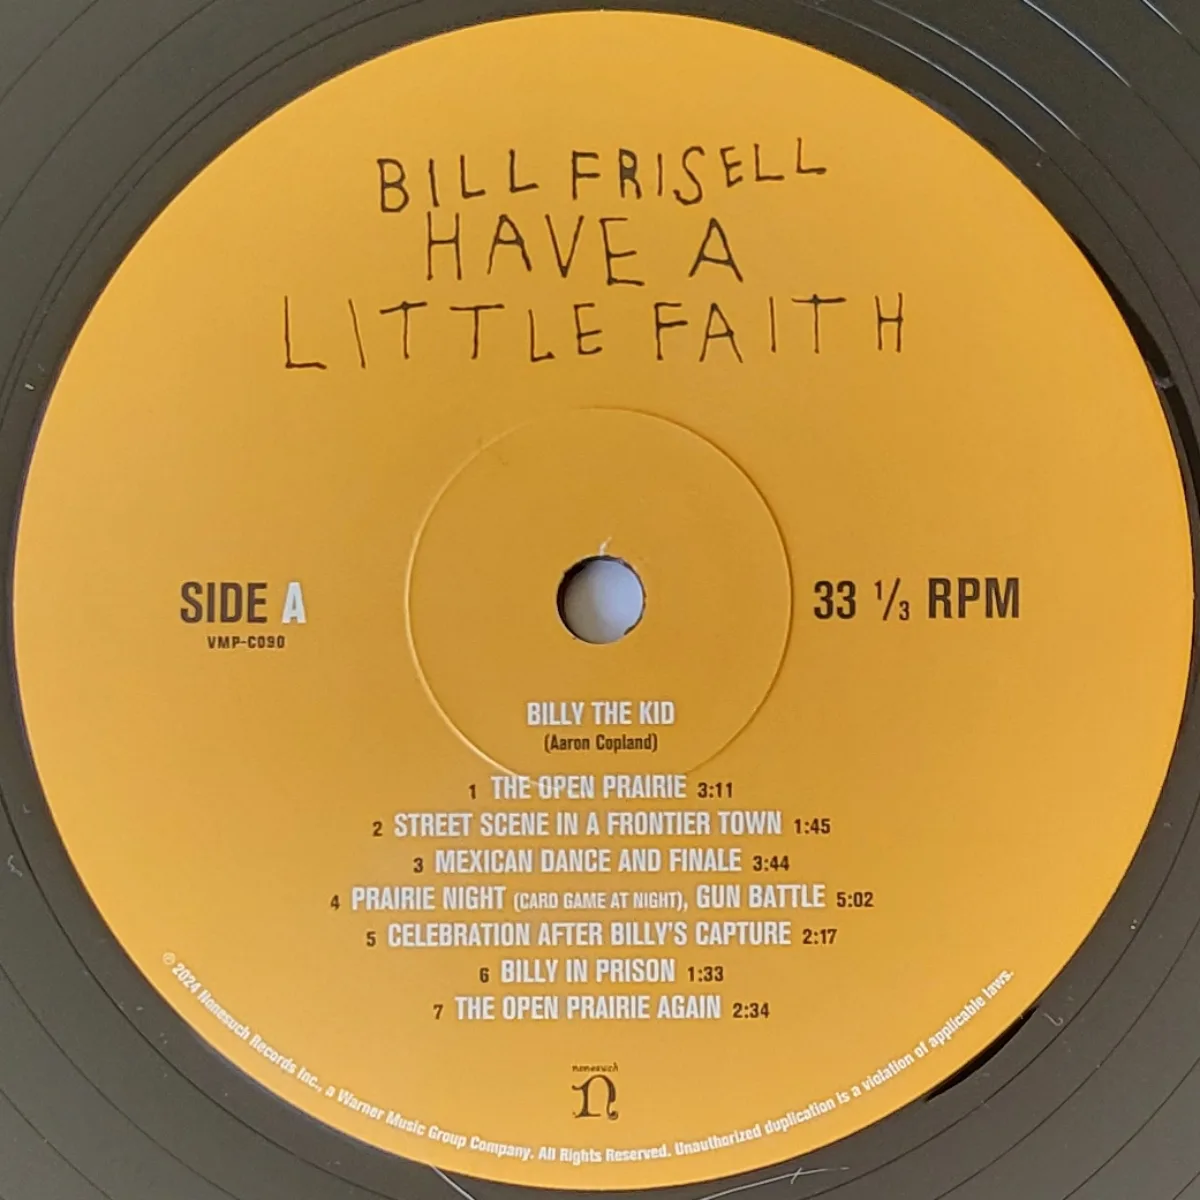 BILL FRISELL
HAVE A
LITTLE FAITH
SIDE A
VMP-C090
33 ⅓ RPM
BILLY THE KID
(Aaron Copland)
1 THE OPEN PRAIRIE 3:11
2 STREET SCENE IN A FRONTIER TOWN 1:45
3 MEXICAN DANCE AND FINALE 3:44
4 PRAIRIE NIGHT (CARD GAME AT NIGHT), GUN BATTLE 5:02
5 CELEBRATION AFTER BILLY'S CAPTURE 2:17
6 BILLY IN PRISON 1:33
7 THE OPEN PRAIRIE AGAIN 2:34
nonesuch
n
℗ 2024 Nonesuch Records Inc., a Warner Music Group Company. All Rights Reserved. Unauthorized duplication is a violation of applicable laws.